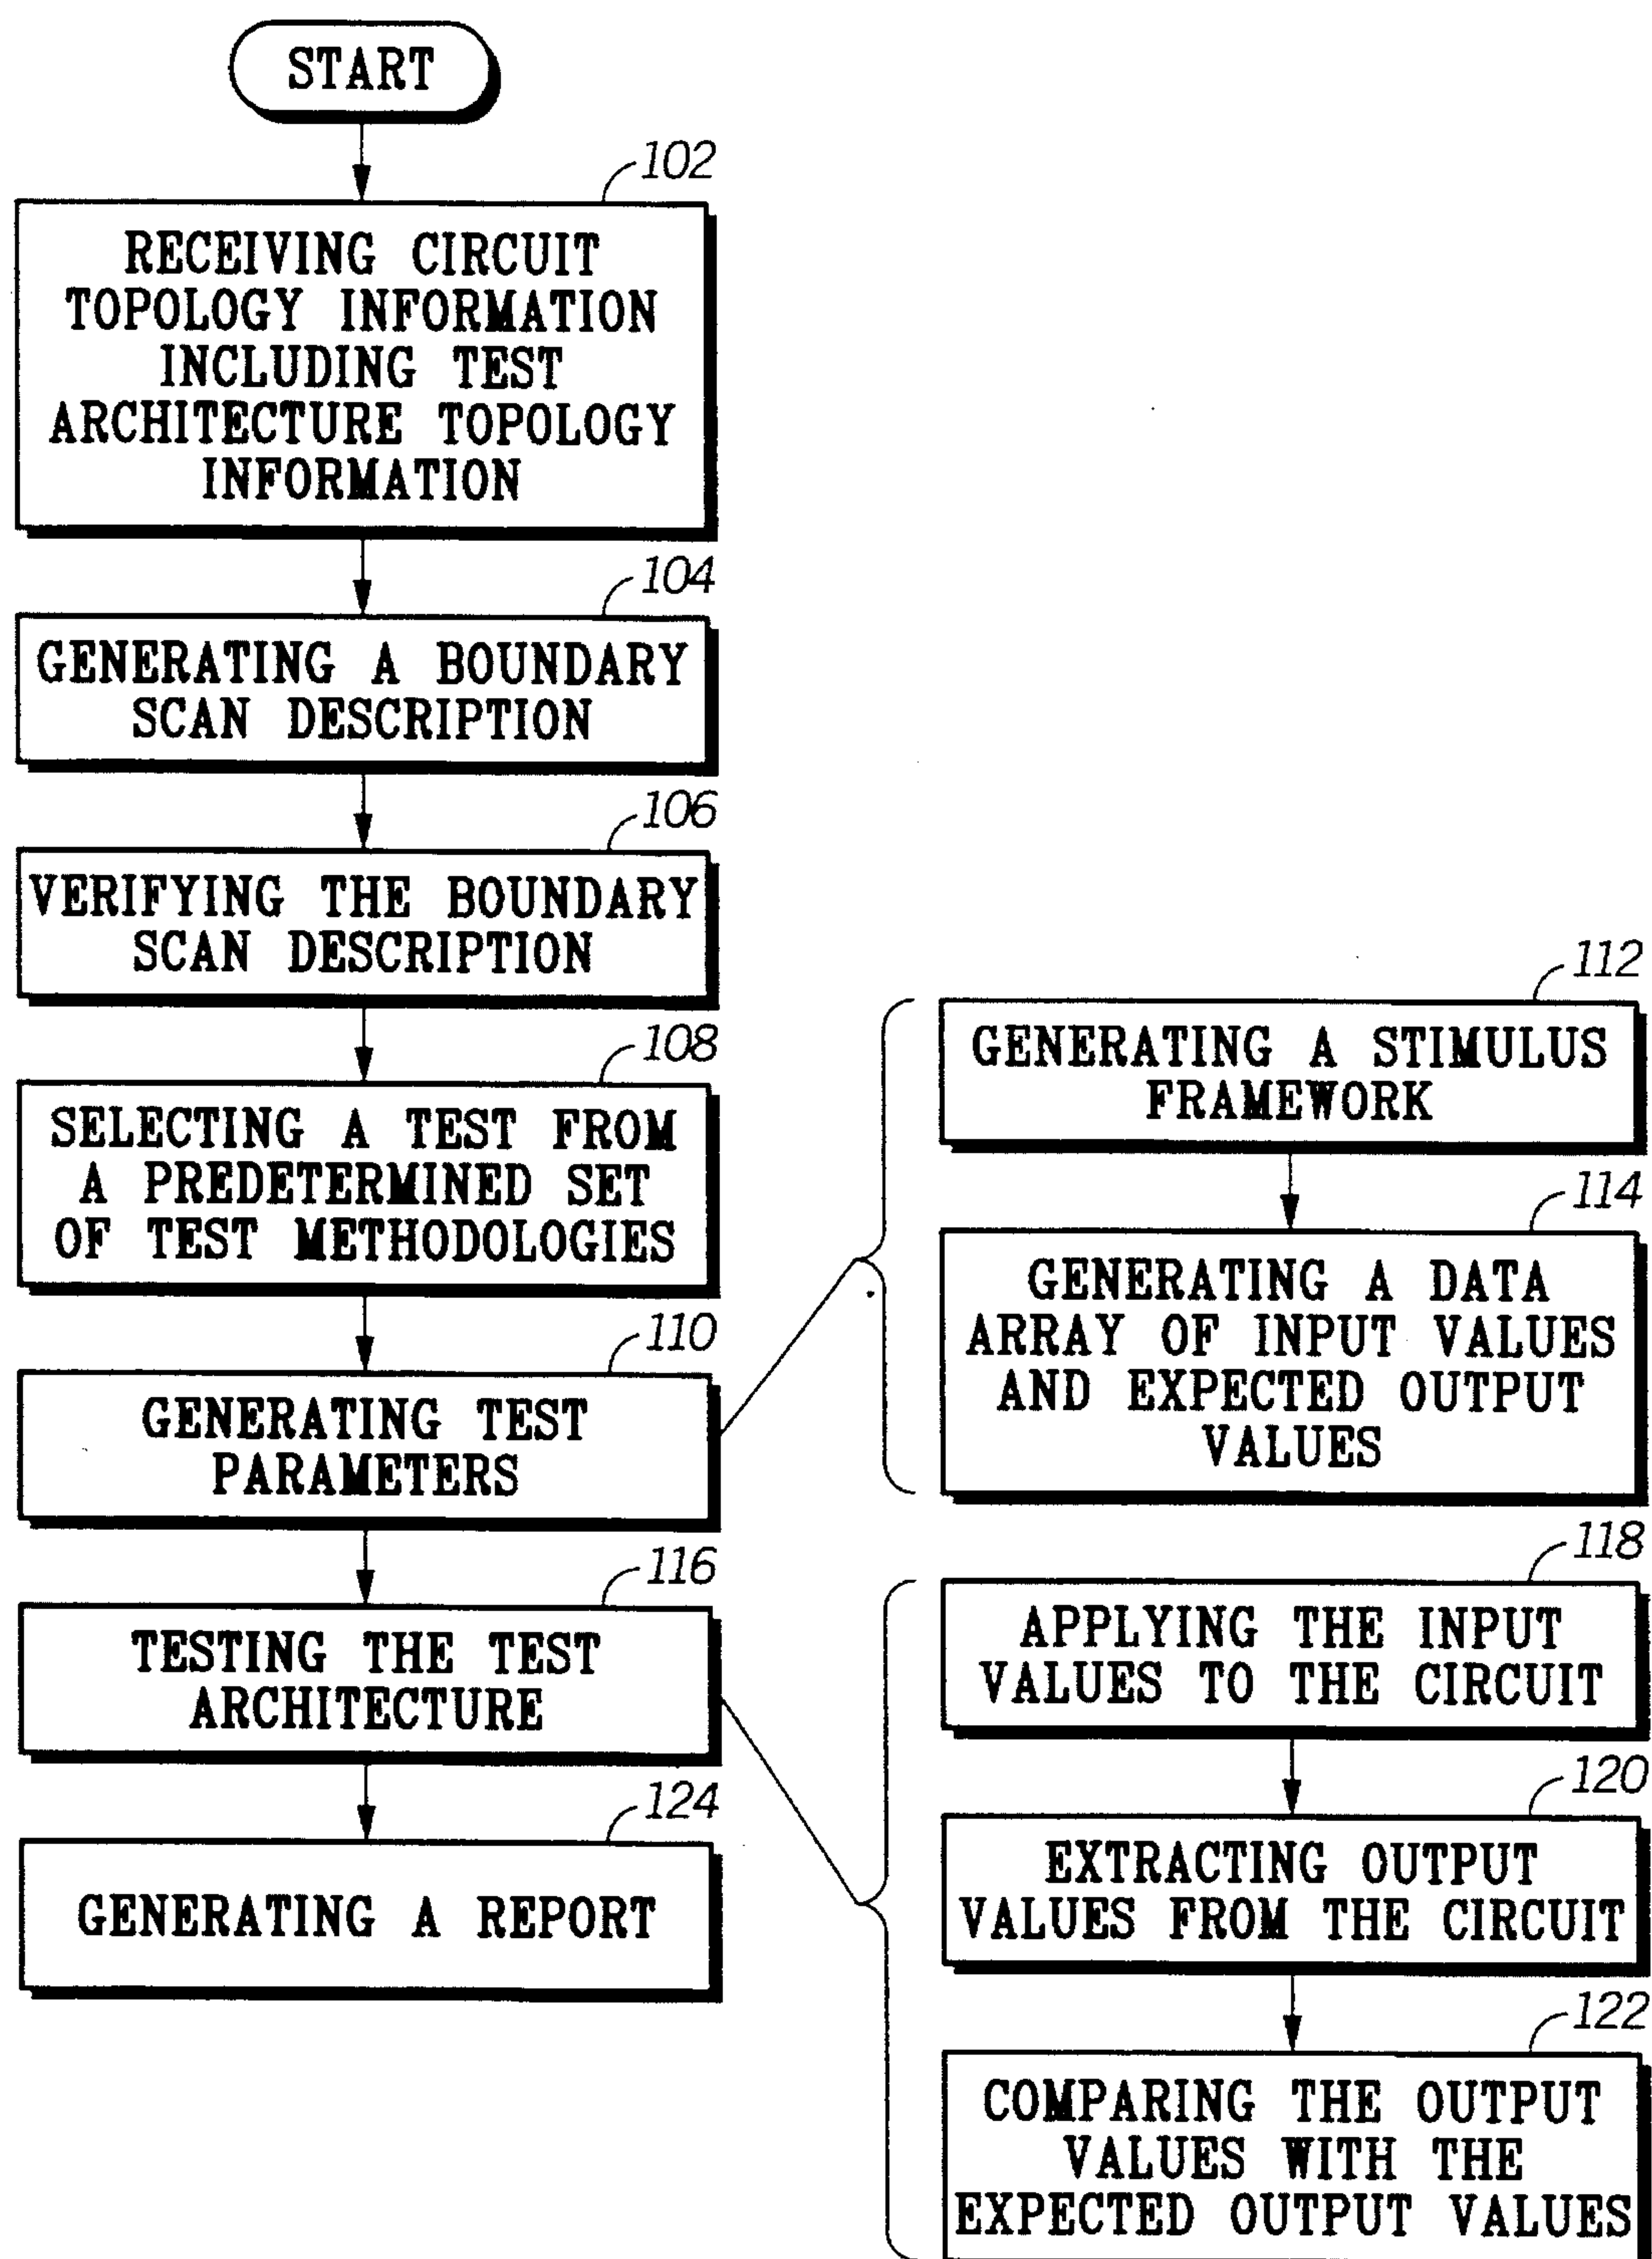 START
102
RECEIVING CIRCUIT
TOPOLOGY INFORMATION
INCLUDING TEST
ARCHITECTURE TOPOLOGY
INFORMATION
104
GENERATING A BOUNDARY
SCAN DESCRIPTION
106
VERIFYING THE BOUNDARY
SCAN DESCRIPTION
108
SELECTING A TEST FROM
A PREDETERMINED SET
OF TEST METHODOLOGIES
110
GENERATING TEST
PARAMETERS
112
GENERATING A STIMULUS
FRAMEWORK
114
GENERATING A DATA
ARRAY OF INPUT VALUES
AND EXPECTED OUTPUT
VALUES
116
TESTING THE TEST
ARCHITECTURE
118
APPLYING THE INPUT
VALUES TO THE CIRCUIT
120
EXTRACTING OUTPUT
VALUES FROM THE CIRCUIT
122
COMPARING THE OUTPUT
VALUES WITH THE
EXPECTED OUTPUT VALUES
124
GENERATING A REPORT